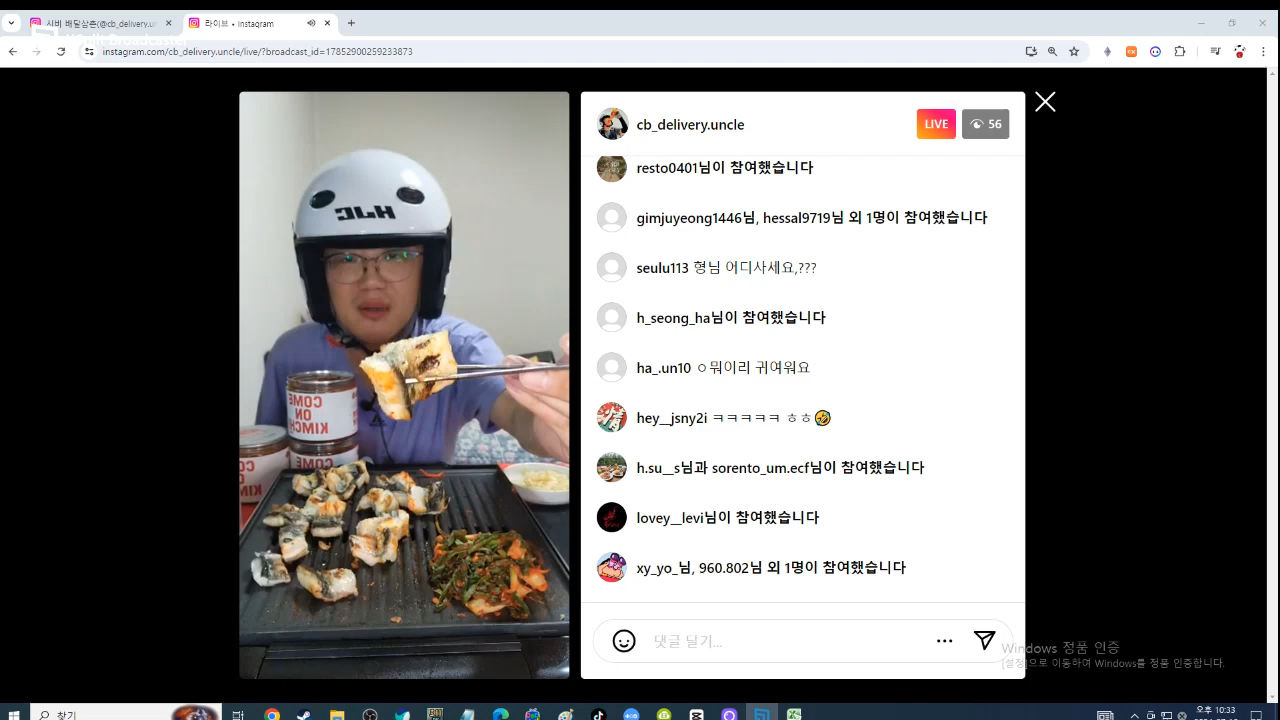 시바 배달삼촌(@cb_delivery.ur
라이브 • Instagram
XSplit Broadcaster
instagram.com/cb_delivery.uncle/live/?broadcast_id=17852900259233873
cb_delivery.uncle
LIVE
56
resto0401님이 참여했습니다
gimjuyeong1446님, hessal9719님 외 1명이 참여했습니다
seulu113 형님 어디사세요,???
h_seong_ha님이 참여했습니다
ha_.un10 ㅇ뭐이리 귀여워요
hey__jsny2i ㅋㅋㅋㅋㅋ ㅎㅎ🤣
h.su__s님과 sorento_um.ecf님이 참여했습니다
lovey__levi님이 참여했습니다
xy_yo_님, 960.802님 외 1명이 참여했습니다
댓글 달기...
HJC
COME
ON
KIMCHI
COME
Windows 정품 인증
[설정]으로 이동하여 Windows를 정품 인증합니다.
찾기
오후 10:33